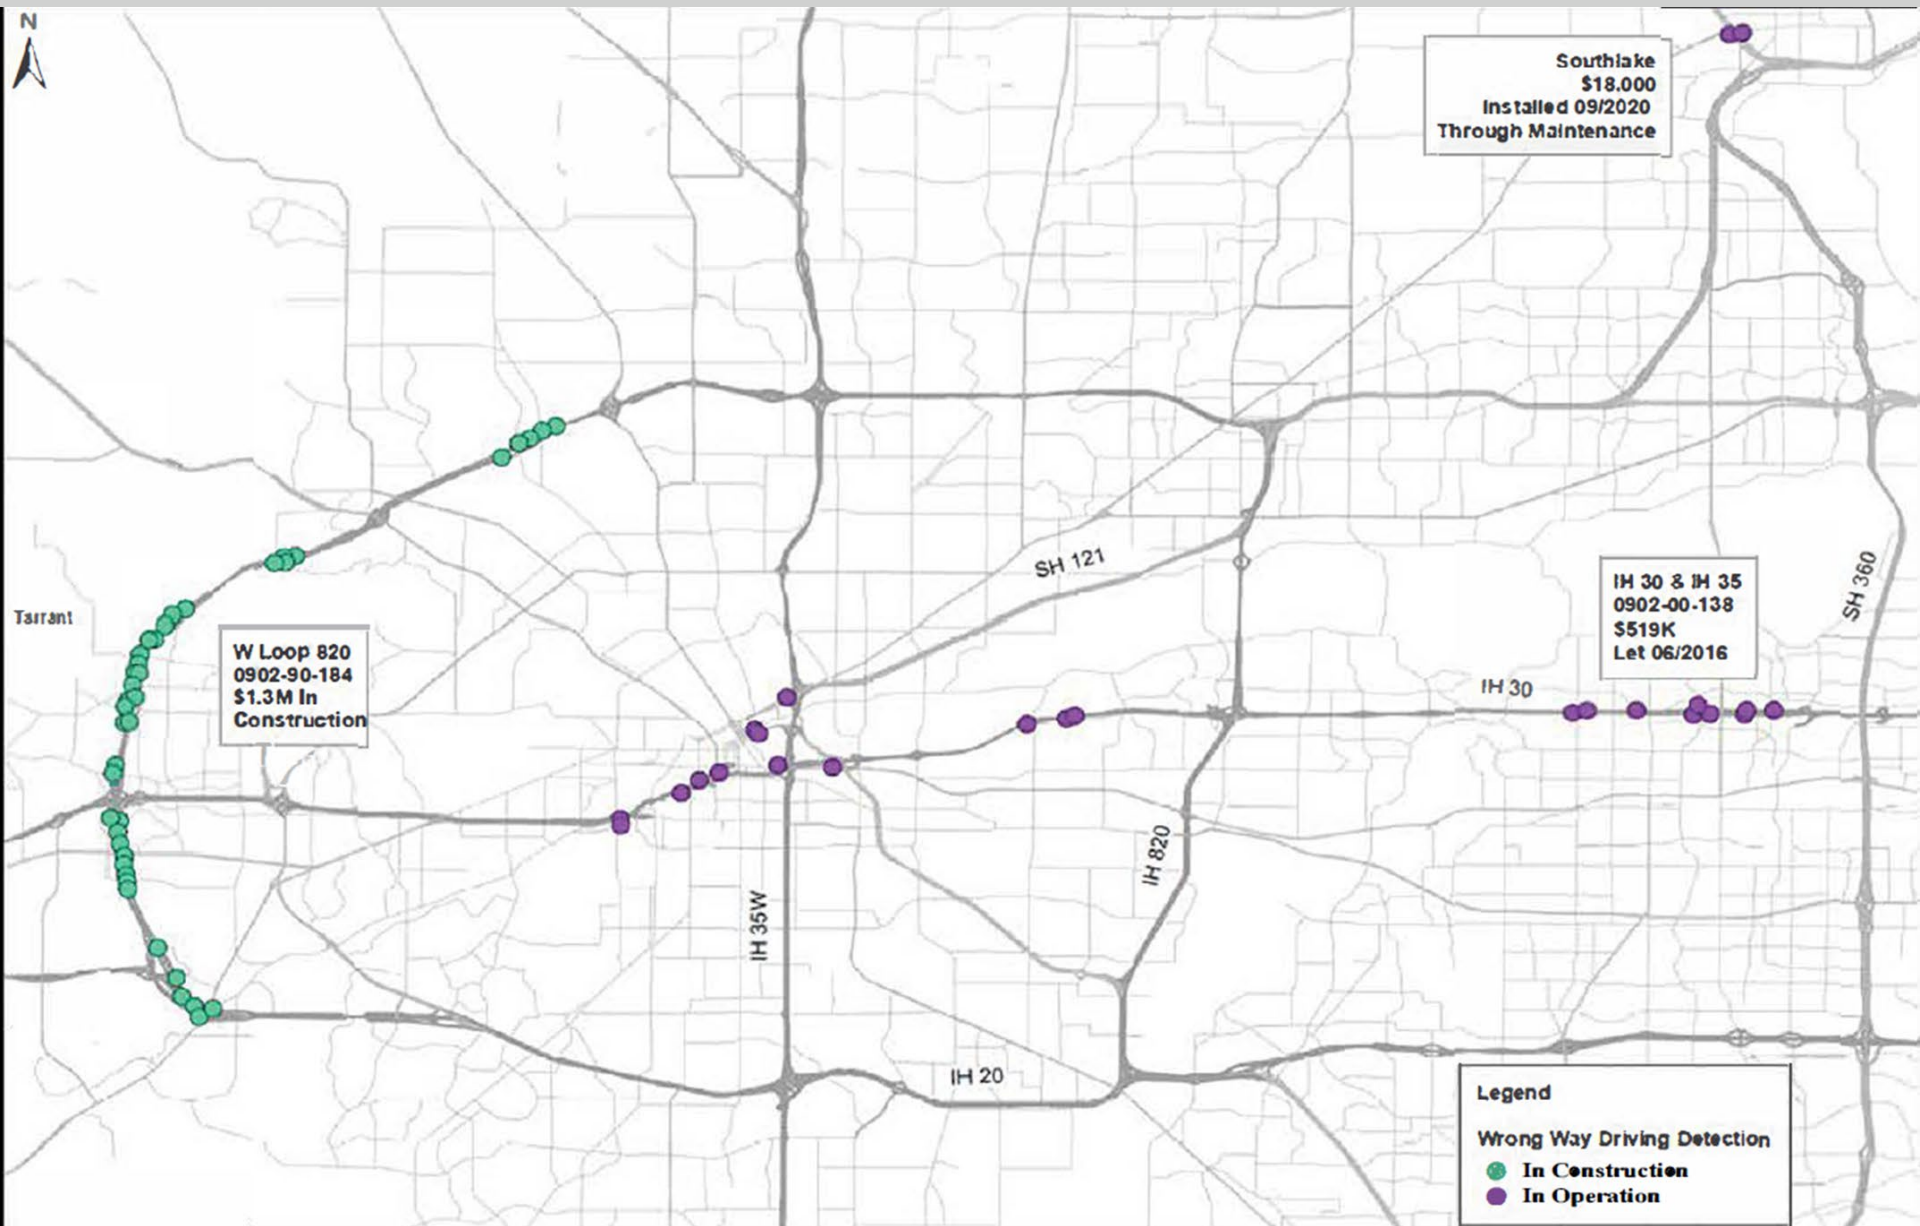 N
Southlake
$18.000
Installed 09/2020
Through Maintenance
SH 121
IH 30 & IH 35
0902-00-138
$519K
Let 06/2016
SH 360
Tarrant
W Loop 820
0902-90-184
$1.3M In
Construction
IH 30
IH 820
IH 35W
IH 20
Legend
Wrong Way Driving Detection
In Construction
In Operation